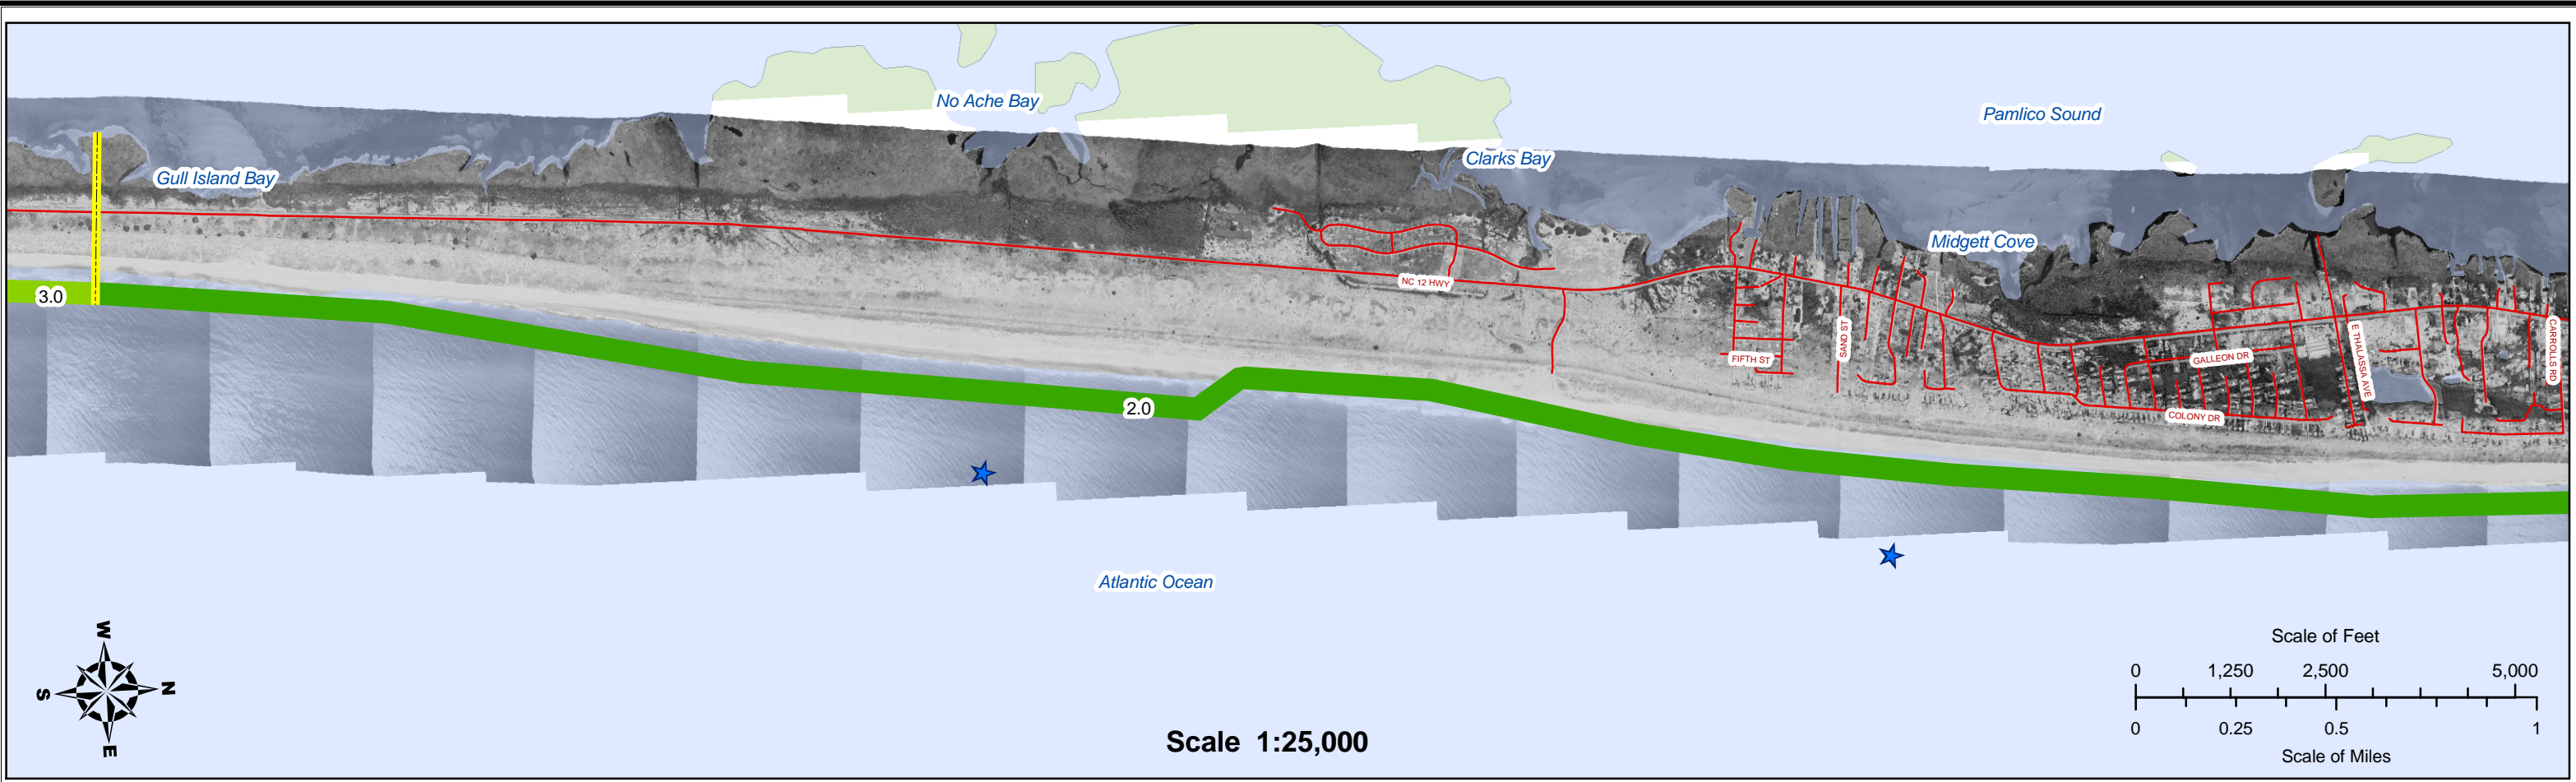 No Ache Bay
Pamlico Sound
Clarks Bay
Gull Island Bay
Midgett Cove
NC 12 HWY
3.0
FIFTH ST
SAND ST
GALLEON DR
E THALASSA AVE
CARROLLS RD
2.0
COLONY DR
Atlantic Ocean
W
S
N
E
Scale 1:25,000
Scale of Feet
0 1,250 2,500 5,000
0 0.25 0.5 1
Scale of Miles